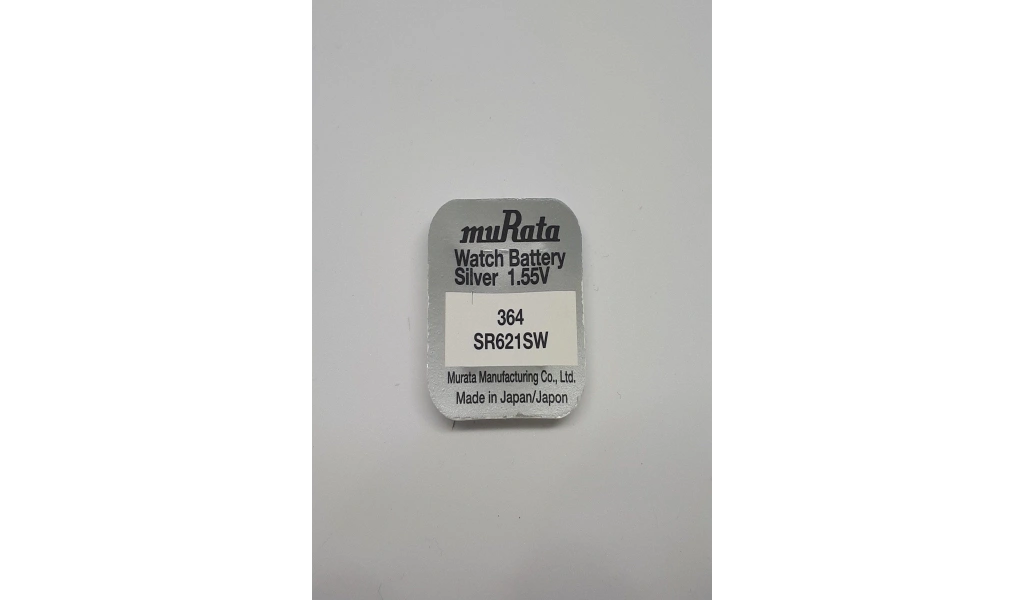 muRata
Watch Battery
Silver 1.55V
364
SR621SW
Murata Manufacturing Co., Ltd.
Made in Japan/Japon